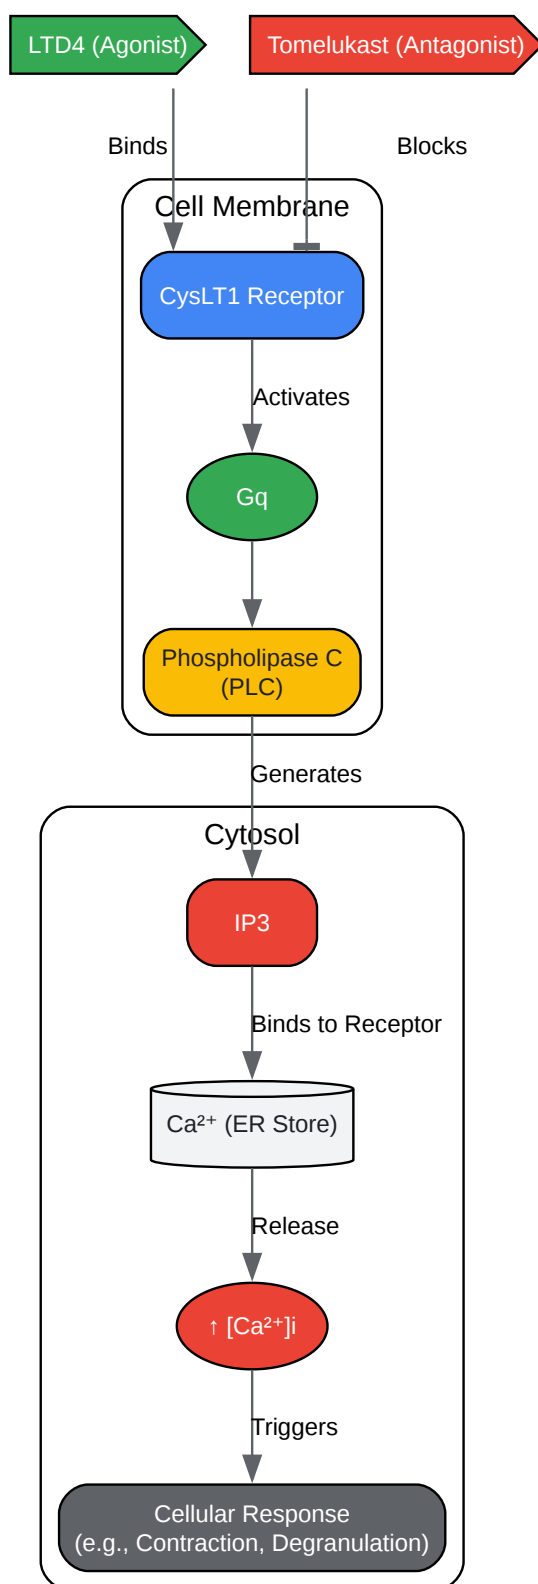 LTD4 (Agonist)
Tomelukast (Antagonist)
Binds
Blocks
Cell Membrane
CysLT1 Receptor
Activates
Gq
Phospholipase C
(PLC)
Generates
Cytosol
IP3
Binds to Receptor
Ca²⁺ (ER Store)
Release
↑ [Ca²⁺]i
Triggers
Cellular Response
(e.g., Contraction, Degranulation)